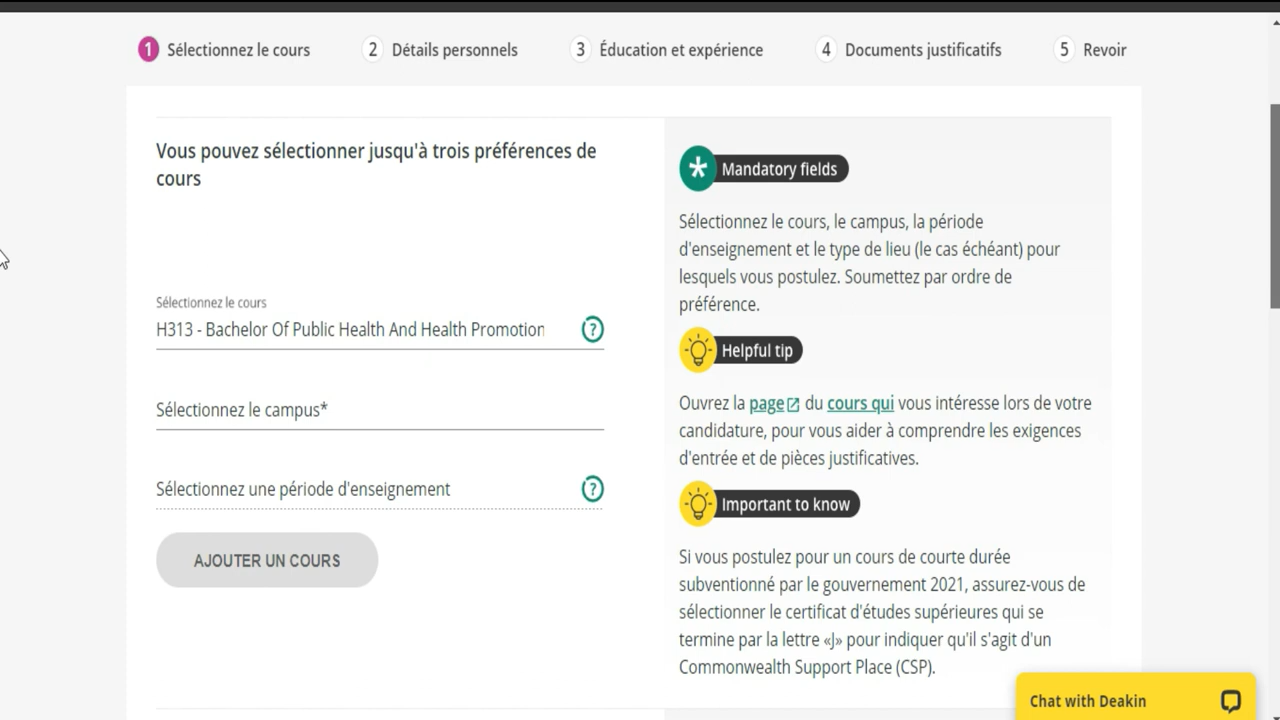 1 Sélectionnez le cours 2 Détails personnels 3 Éducation et expérience 4 Documents justificatifs 5 Revoir
Vous pouvez sélectionner jusqu'à trois préférences de
cours
Sélectionnez le cours
H313 - Bachelor Of Public Health And Health Promotion
?
Sélectionnez le campus*
Sélectionnez une période d'enseignement
?
AJOUTER UN COURS
* Mandatory fields
Sélectionnez le cours, le campus, la période
d'enseignement et le type de lieu (le cas échéant) pour
lesquels vous postulez. Soumettez par ordre de
préférence.
Helpful tip
Ouvrez la page du cours qui vous intéresse lors de votre
candidature, pour vous aider à comprendre les exigences
d'entrée et de pièces justificatives.
Important to know
Si vous postulez pour un cours de courte durée
subventionné par le gouvernement 2021, assurez-vous de
sélectionner le certificat d'études supérieures qui se
termine par la lettre «J» pour indiquer qu'il s'agit d'un
Commonwealth Support Place (CSP).
Chat with Deakin